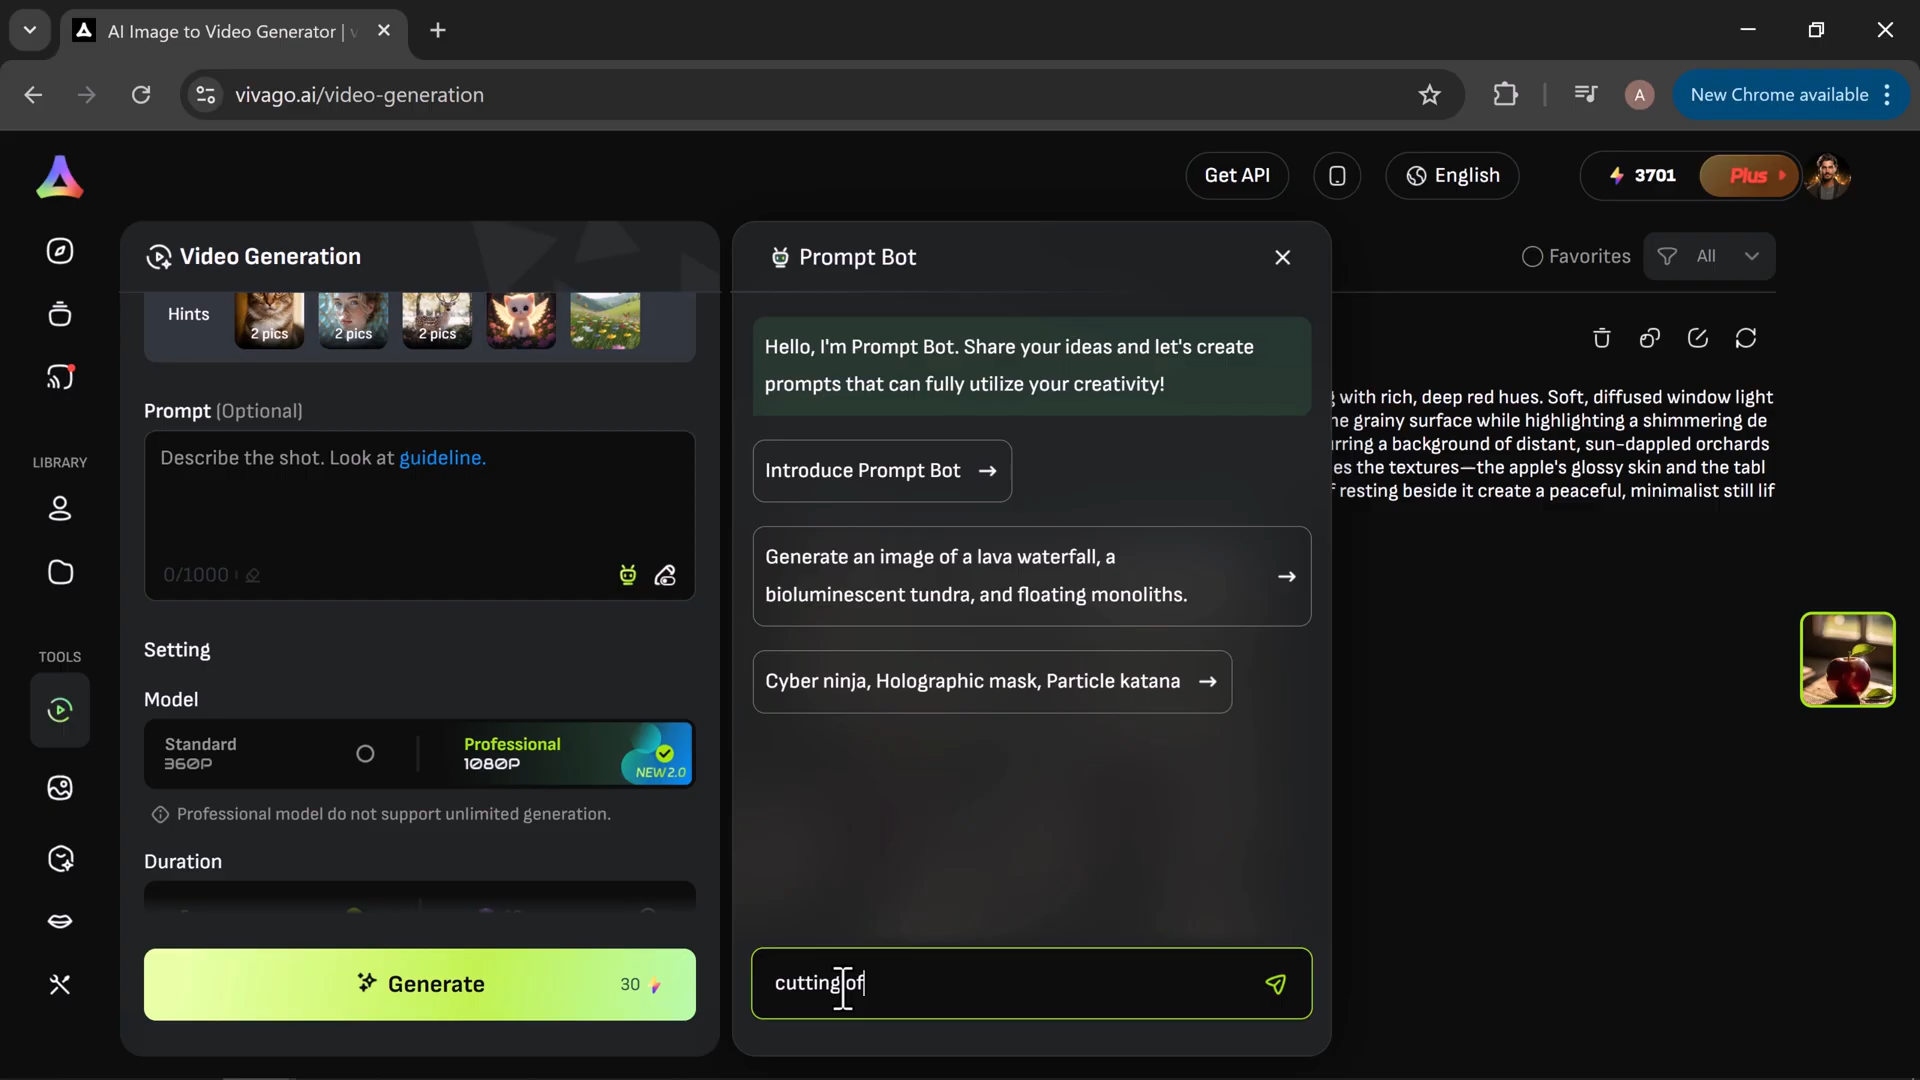 AI Image to Video Generator |
vivago.ai/video-generation
A
New Chrome available
Get API
English
3701
Plus
Video Generation
Hints
2 pics
2 pics
2 pics
Prompt (Optional)
Describe the shot. Look at guideline.
0/1000
Setting
Model
Standard
360P
Professional
1080P
NEW 2.0
Professional model do not support unlimited generation.
Duration
Generate
30
LIBRARY
TOOLS
Prompt Bot
Hello, I'm Prompt Bot. Share your ideas and let's create
prompts that can fully utilize your creativity!
Introduce Prompt Bot
Generate an image of a lava waterfall, a
bioluminescent tundra, and floating monoliths.
Cyber ninja, Holographic mask, Particle katana
cutting of
Favorites
All
with rich, deep red hues. Soft, diffused window light
grainy surface while highlighting a shimmering de
a background of distant, sun-dappled orchards
the textures—the apple's glossy skin and the tabl
resting beside it create a peaceful, minimalist still lif